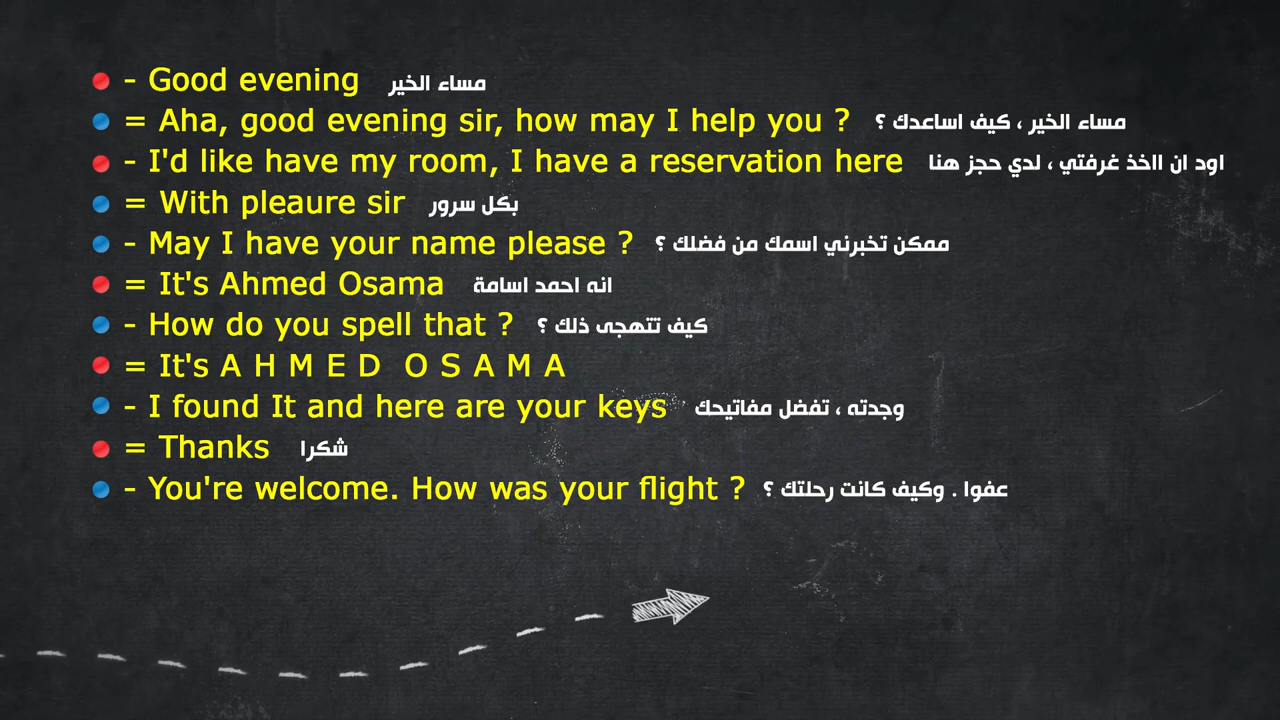 - Good evening مساء الخير
= Aha, good evening sir, how may I help you ? مساء الخير ، كيف اساعدك ؟
- I'd like have my room, I have a reservation here اود ان ااخذ غرفتي ، لدي حجز هنا
= With pleaure sir بكل سرور
- May I have your name please ? ممكن تخبرني اسمك من فضلك ؟
= It's Ahmed Osama انه احمد اسامة
- How do you spell that ? كيف تتهجى ذلك ؟
= It's A H M E D O S A M A
- I found It and here are your keys وجدته ، تفضل مفاتيحك
= Thanks شكرا
- You're welcome. How was your flight ? عفوا . وكيف كانت رحلتك ؟